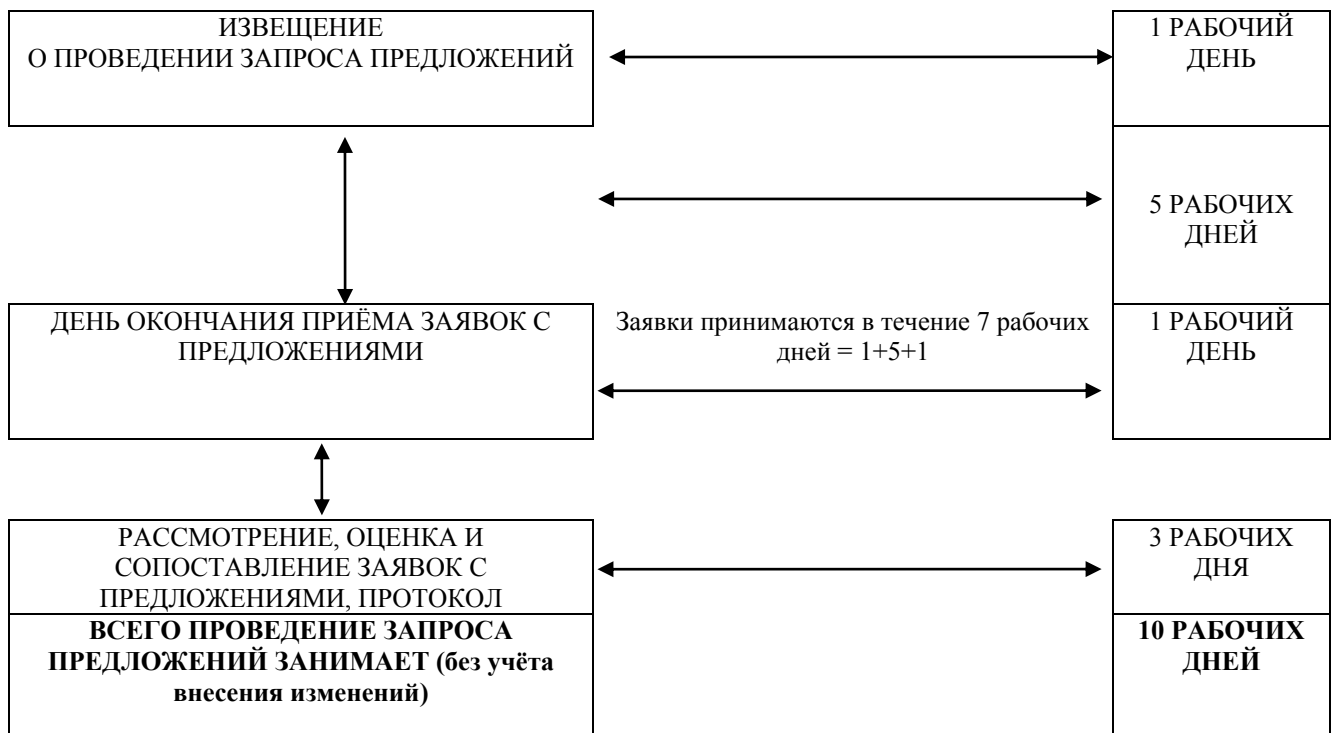 ИЗВЕЩЕНИЕ
О ПРОВЕДЕНИИ ЗАПРОСА ПРЕДЛОЖЕНИЙ
1 РАБОЧИЙ
ДЕНЬ
5 РАБОЧИХ
ДНЕЙ
ДЕНЬ ОКОНЧАНИЯ ПРИЁМА ЗАЯВОК С
ПРЕДЛОЖЕНИЯМИ
Заявки принимаются в течение 7 рабочих
дней = 1+5+1
1 РАБОЧИЙ
ДЕНЬ
РАССМОТРЕНИЕ, ОЦЕНКА И
СОПОСТАВЛЕНИЕ ЗАЯВОК С
ПРЕДЛОЖЕНИЯМИ, ПРОТОКОЛ
3 РАБОЧИХ
ДНЯ
ВСЕГО ПРОВЕДЕНИЕ ЗАПРОСА
ПРЕДЛОЖЕНИЙ ЗАНИМАЕТ (без учёта
внесения изменений)
10 РАБОЧИХ
ДНЕЙ